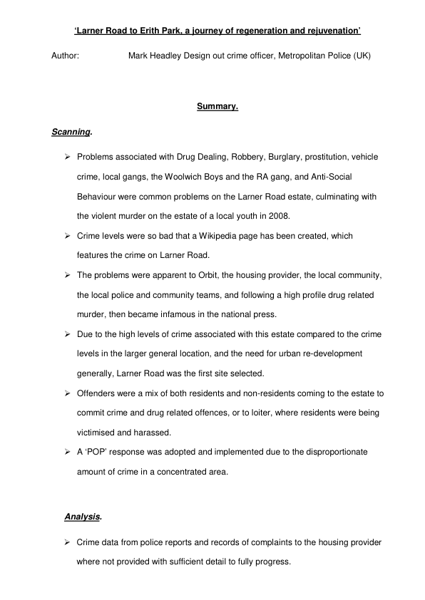 ‘Larner Road to Erith Park, a journey of regeneration and rejuvenation’
Author: Mark Headley Design out crime officer, Metropolitan Police (UK)
Summary.
Scanning.
➢ Problems associated with Drug Dealing, Robbery, Burglary, prostitution, vehicle
crime, local gangs, the Woolwich Boys and the RA gang, and Anti-Social
Behaviour were common problems on the Larner Road estate, culminating with
the violent murder on the estate of a local youth in 2008.
➢ Crime levels were so bad that a Wikipedia page has been created, which
features the crime on Larner Road.
➢ The problems were apparent to Orbit, the housing provider, the local community,
the local police and community teams, and following a high profile drug related
murder, then became infamous in the national press.
➢ Due to the high levels of crime associated with this estate compared to the crime
levels in the larger general location, and the need for urban re-development
generally, Larner Road was the first site selected.
➢ Offenders were a mix of both residents and non-residents coming to the estate to
commit crime and drug related offences, or to loiter, where residents were being
victimised and harassed.
➢ A ‘POP’ response was adopted and implemented due to the disproportionate
amount of crime in a concentrated area.
Analysis.
➢ Crime data from police reports and records of complaints to the housing provider
where not provided with sufficient detail to fully progress.